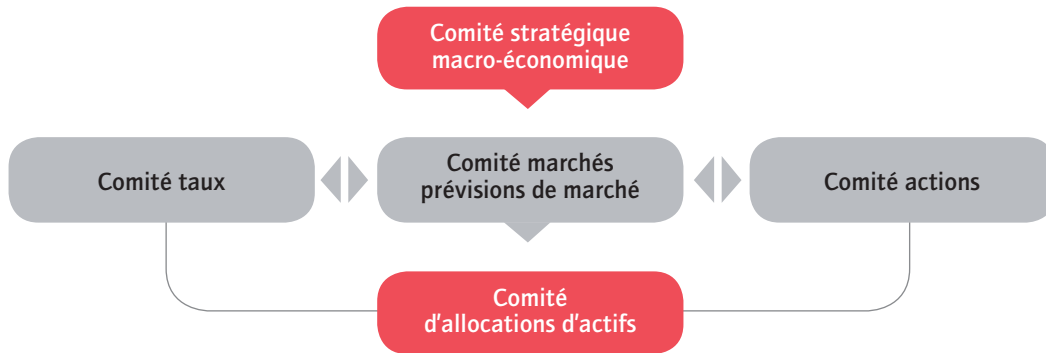 Comité stratégique
macro-économique
Comité taux
Comité marchés
prévisions de marché
Comité actions
Comité
d'allocations d'actifs